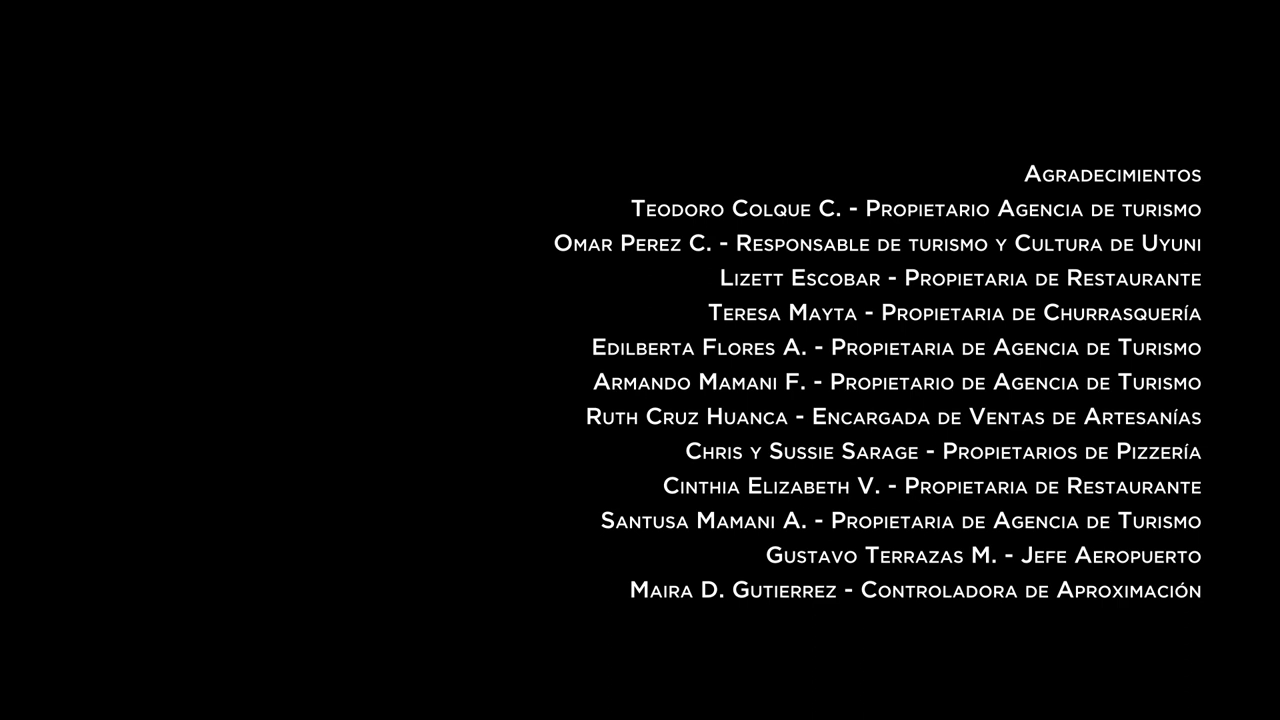 Agradecimientos
Teodoro Colque C. - Propietario Agencia de turismo
Omar Perez C. - Responsable de turismo y Cultura de Uyuni
Lizett Escobar - Propietaria de Restaurante
Teresa Mayta - Propietaria de Churrasquería
Edilberta Flores A. - Propietaria de Agencia de Turismo
Armando Mamani F. - Propietario de Agencia de Turismo
Ruth Cruz Huanca - Encargada de Ventas de Artesanías
Chris y Sussie Sarage - Propietarios de Pizzería
Cinthia Elizabeth V. - Propietaria de Restaurante
Santusa Mamani A. - Propietaria de Agencia de Turismo
Gustavo Terrazas M. - Jefe Aeropuerto
Maira D. Gutierrez - Controladora de Aproximación